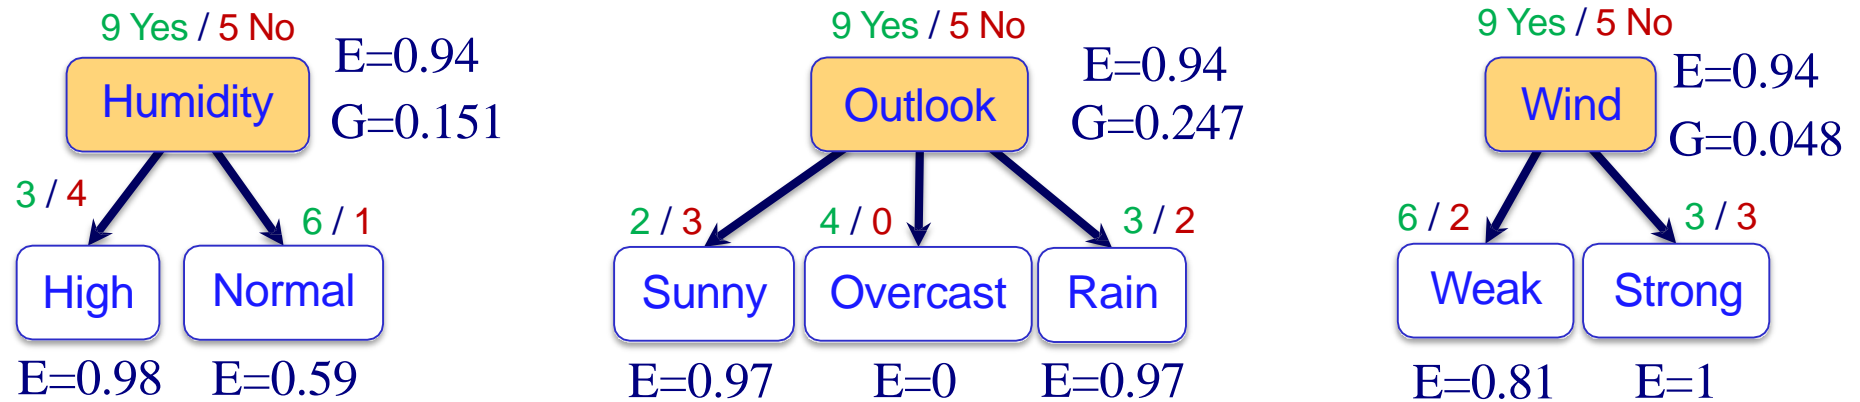 9 Yes / 5 No
Humidity
E=0.94
G=0.151
3 / 4
6 / 1
High
Normal
E=0.98
E=0.59
9 Yes / 5 No
Outlook
E=0.94
G=0.247
2 / 3
4 / 0
3 / 2
Sunny
Overcast
Rain
E=0.97
E=0
E=0.97
9 Yes / 5 No
Wind
E=0.94
G=0.048
6 / 2
3 / 3
Weak
Strong
E=0.81
E=1